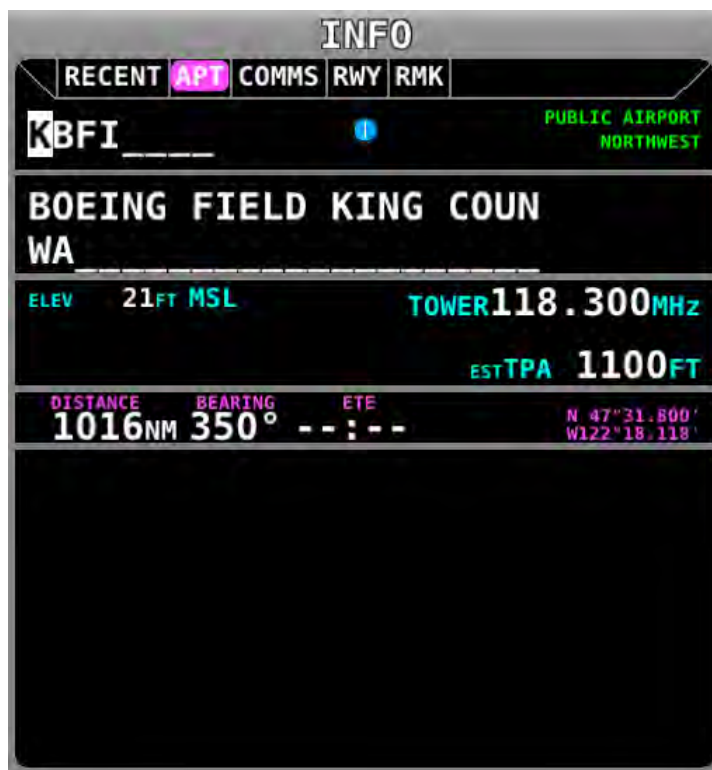 INFO
RECENT APT COMMS RWY RMK
KBFI____ PUBLIC AIRPORT
NORTHWEST
BOEING FIELD KING COUN
WA____________________
ELEV 21FT MSL TOWER118.300MHz
ESTTPA 1100FT
DISTANCE BEARING ETE
1016NM 350° --:-- N 47°31.800'
W122°18.118'